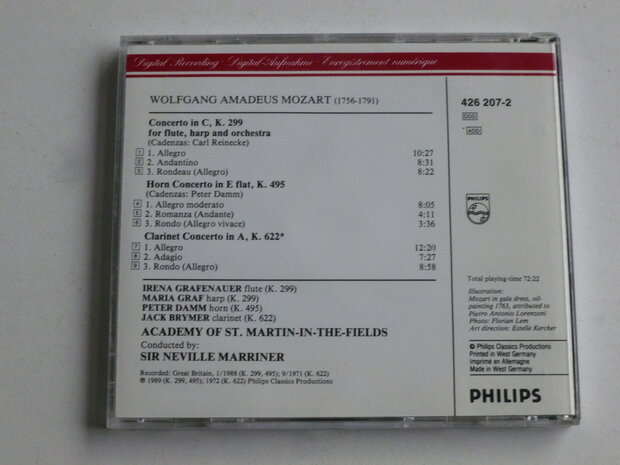 Digital Recording · Digital-Aufnahme · Enregistrement numérique
WOLFGANG AMADEUS MOZART (1756-1791)
Concerto in C, K. 299
for flute, harp and orchestra
(Cadenzas: Carl Reinecke)
1 1. Allegro 10:27
2 2. Andantino 8:31
3 3. Rondeau (Allegro) 8:22
Horn Concerto in E flat, K. 495
(Cadenzas: Peter Damm)
4 1. Allegro moderato 8:05
5 2. Romanza (Andante) 4:11
6 3. Rondo (Allegro vivace) 3:36
Clarinet Concerto in A, K. 622*
7 1. Allegro 12:20
8 2. Adagio 7:27
9 3. Rondo (Allegro) 8:58
IRENA GRAFENAUER flute (K. 299)
MARIA GRAF harp (K. 299)
PETER DAMM horn (K. 495)
JACK BRYMER clarinet (K. 622)
ACADEMY OF ST. MARTIN-IN-THE-FIELDS
Conducted by:
SIR NEVILLE MARRINER
Recorded: Great Britain, 1/1988 (K. 299, 495); 9/1971 (K. 622)
℗ 1989 (K. 299, 495); 1972 (K. 622) Philips Classics Productions
426 207-2
DDD
* ADD
PHILIPS
Total playing-time 72:22
Illustration:
Mozart in gala dress, oil-
painting 1763, attributed to
Pietro Antonio Lorenzoni
Photo: Florian Lem
Art direction: Estelle Kercher
© Philips Classics Productions
Printed in West Germany
Imprimé en Allemagne
Made in West Germany
PHILIPS